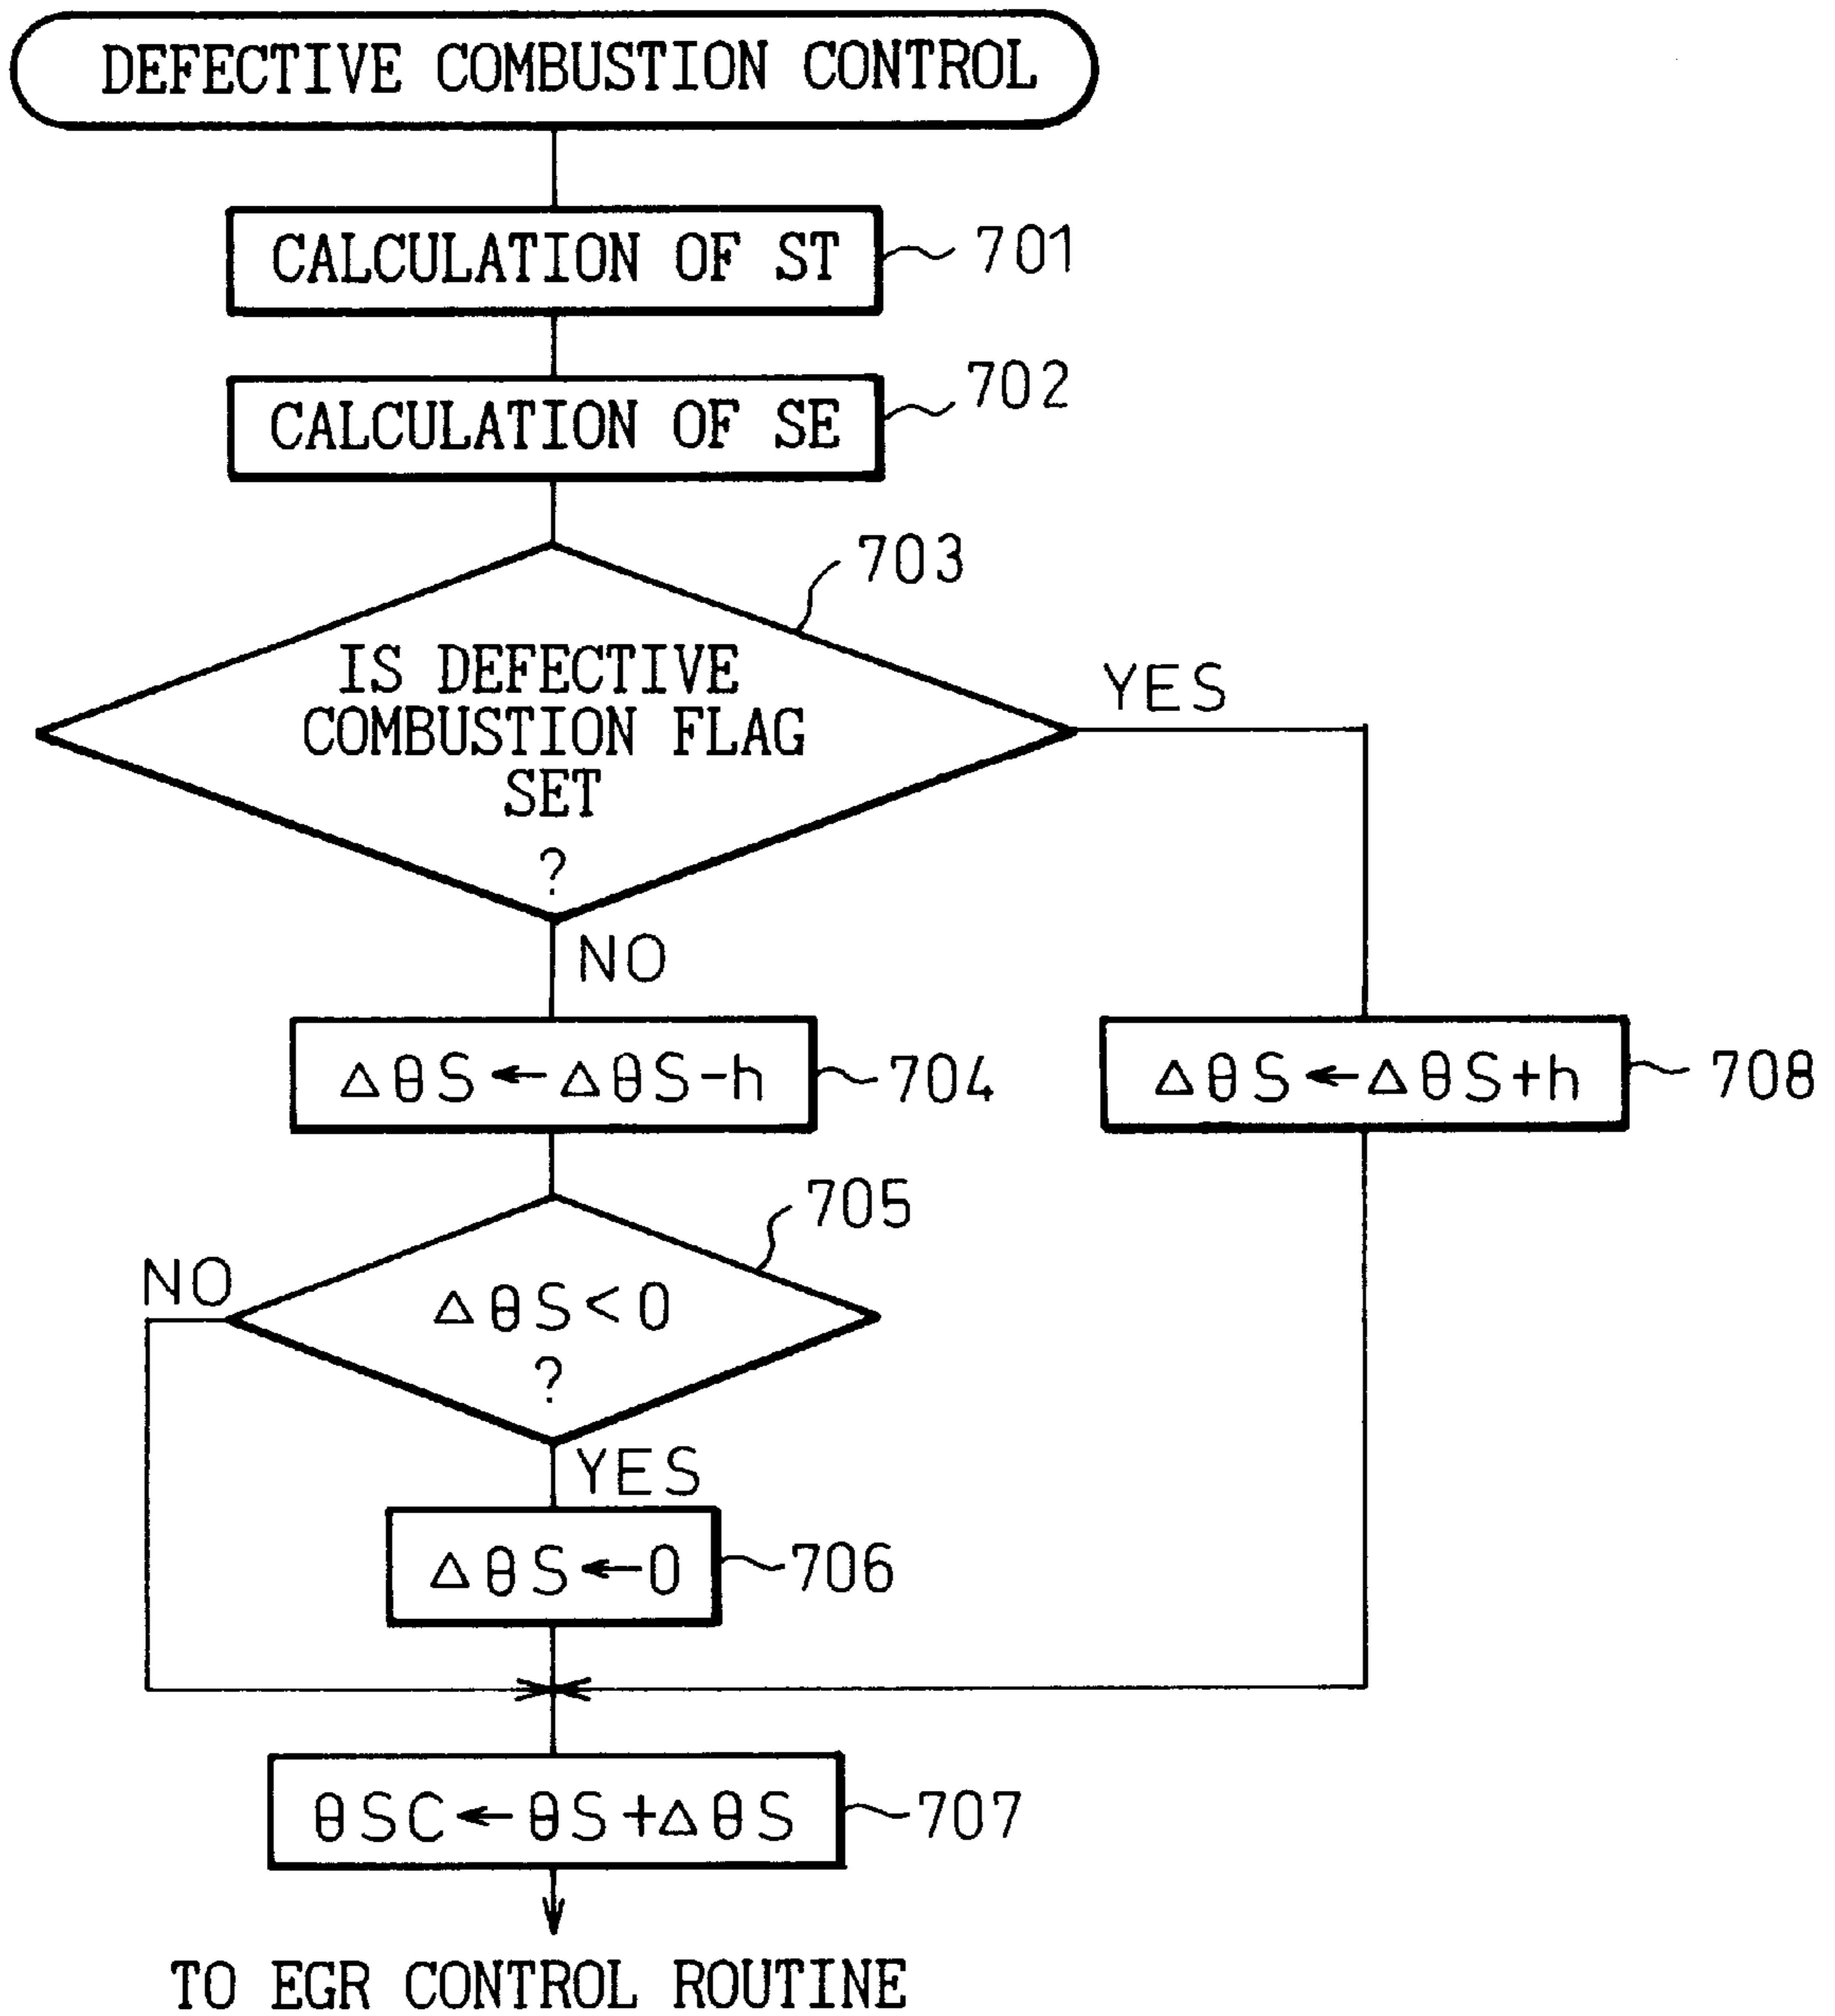 DEFECTIVE COMBUSTION CONTROL
CALCULATION OF ST
701
CALCULATION OF SE
702
703
IS DEFECTIVE
COMBUSTION FLAG
SET
?
YES
NO
ΔθS←ΔθS-h
704
ΔθS←ΔθS+h
708
705
NO
ΔθS<0
?
YES
ΔθS←0
706
θSC←θS+ΔθS
707
TO EGR CONTROL ROUTINE